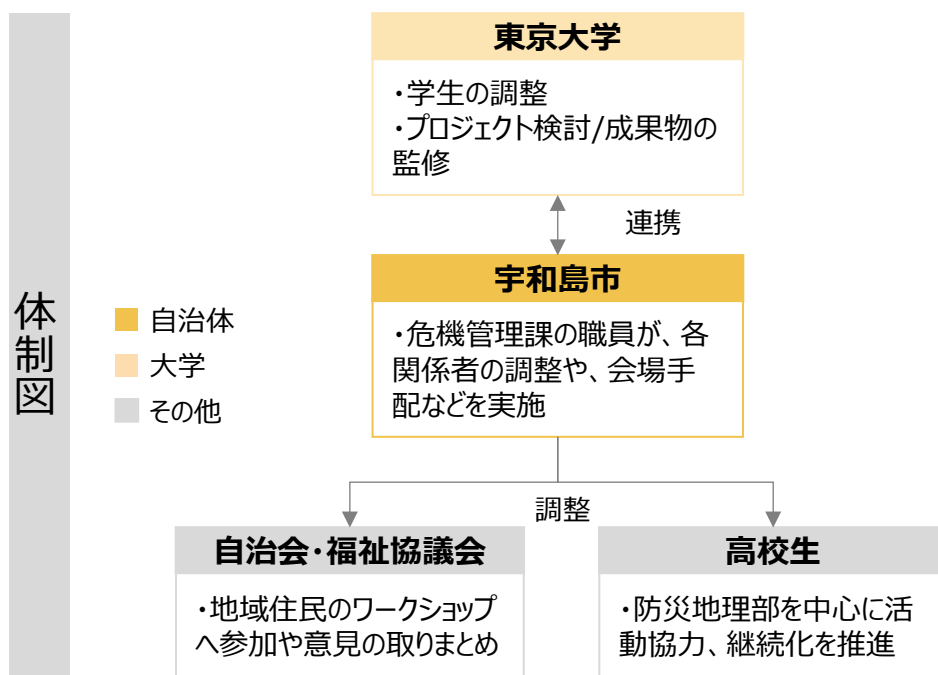 体制図
東京大学
・学生の調整
・プロジェクト検討/成果物の
監修
連携
宇和島市
・危機管理課の職員が、各
関係者の調整や、会場手
配などを実施
自治体
大学
その他
調整
自治会・福祉協議会
・地域住民のワークショップ
へ参加や意見の取りまとめ
高校生
・防災地理部を中心に活
動協力、継続化を推進